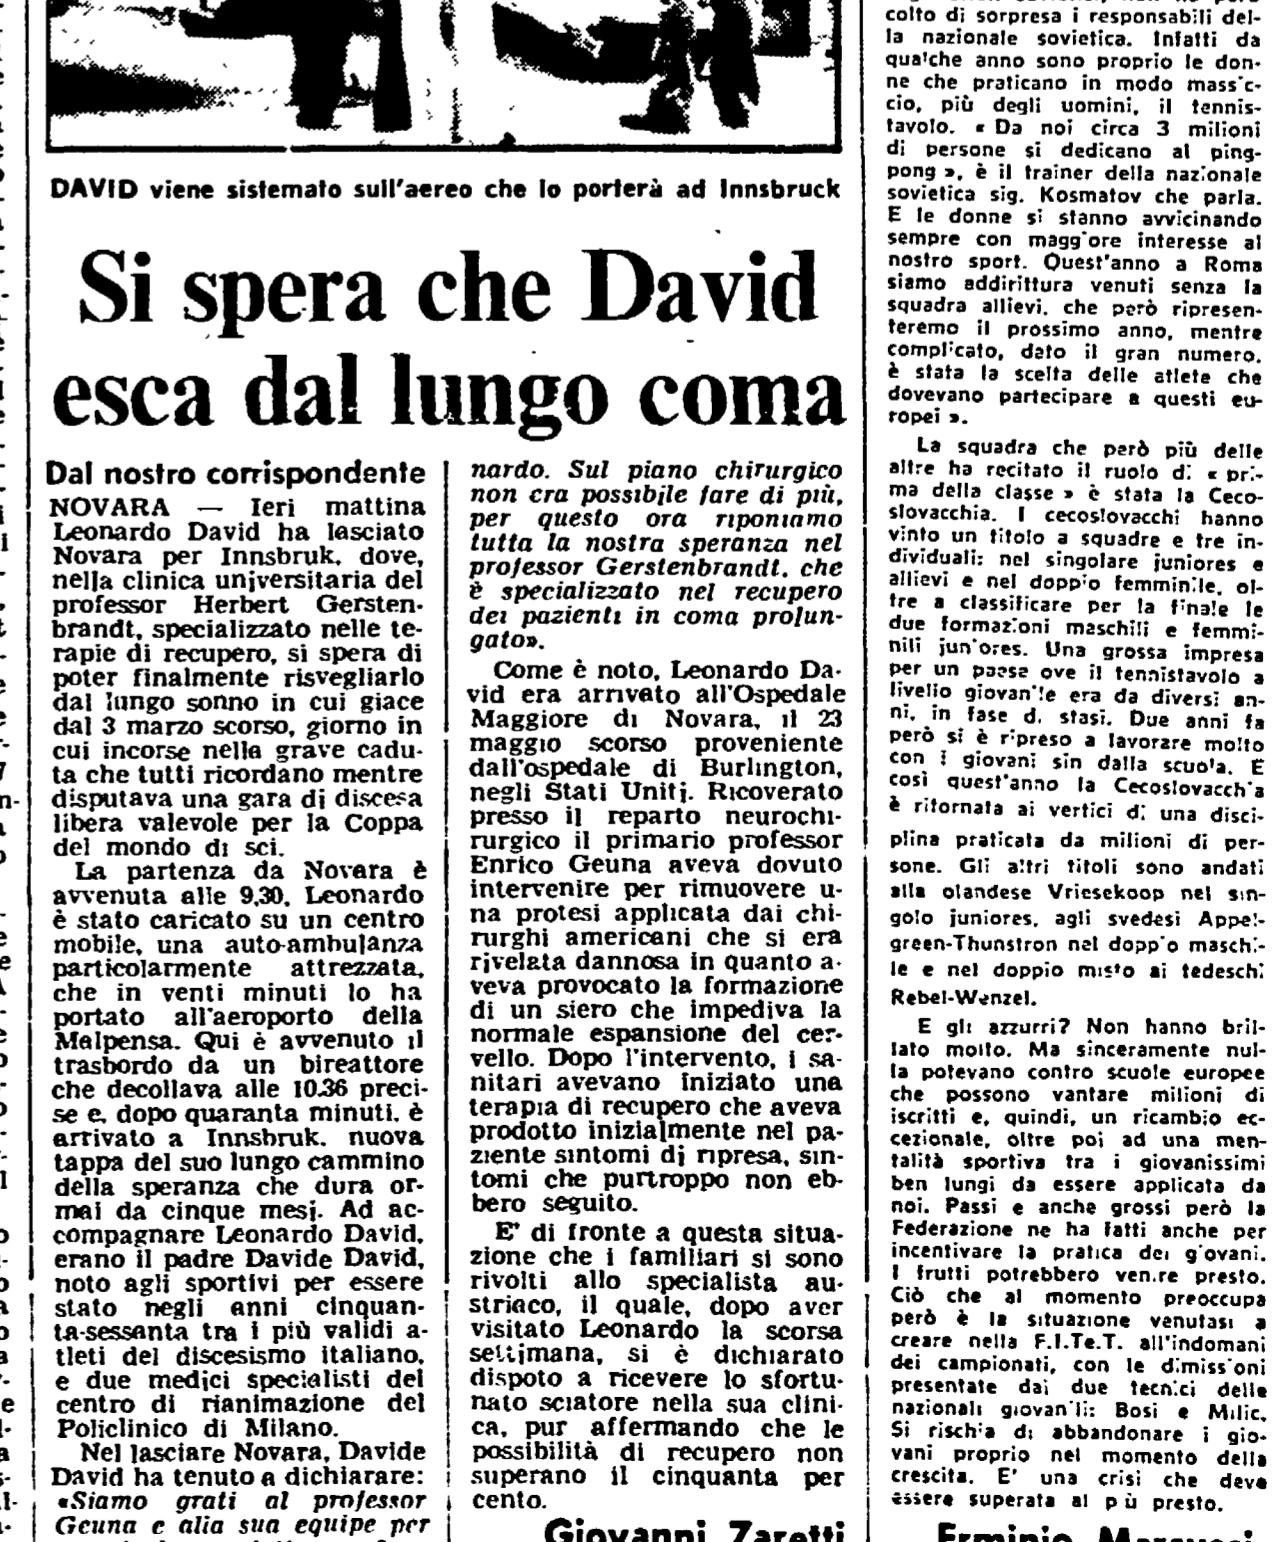 DAVID viene sistemato sull'aereo che lo porterà ad Innsbruck
Si spera che David
esca dal lungo coma
Dal nostro corrispondente
NOVARA — Ieri mattina
Leonardo David ha lasciato
Novara per Innsbruk, dove,
nella clinica universitaria del
professor Herbert Gersten-
brandt, specializzato nelle te-
rapie di recupero, si spera di
poter finalmente risvegliarlo
dal lungo sonno in cui giace
dal 3 marzo scorso, giorno in
cui incorse nella grave cadu-
ta che tutti ricordano mentre
disputava una gara di discesa
libera valevole per la Coppa
del mondo di sci.
La partenza da Novara è
avvenuta alle 9,30. Leonardo
è stato caricato su un centro
mobile, una auto-ambulanza
particolarmente attrezzata,
che in venti minuti lo ha
portato all'aeroporto della
Malpensa. Qui è avvenuto il
trasbordo da un bireattore
che decollava alle 10.36 preci-
se e, dopo quaranta minuti, è
arrivato a Innsbruk, nuova
tappa del suo lungo cammino
della speranza che dura or-
mai da cinque mesi. Ad ac-
compagnare Leonardo David,
erano il padre Davide David,
noto agli sportivi per essere
stato negli anni cinquan-
ta-sessanta tra i più validi a-
tleti del discesismo italiano,
e due medici specialisti del
centro di rianimazione del
Policlinico di Milano.
Nel lasciare Novara, Davide
David ha tenuto a dichiarare:
«Siamo grati al professor
Geuna e alla sua equipe per
nardo. Sul piano chirurgico
non era possibile fare di più,
per questo ora riponiamo
tutta la nostra speranza nel
professor Gerstenbrandt, che
è specializzato nel recupero
dei pazienti in coma prolun-
gato».
Come è noto, Leonardo Da-
vid era arrivato all'Ospedale
Maggiore di Novara, il 23
maggio scorso proveniente
dall'ospedale di Burlington,
negli Stati Uniti. Ricoverato
presso il reparto neurochi-
rurgico il primario professor
Enrico Geuna aveva dovuto
intervenire per rimuovere u-
na protesi applicata dai chi-
rurghi americani che si era
rivelata dannosa in quanto a-
veva provocato la formazione
di un siero che impediva la
normale espansione del cer-
vello. Dopo l'intervento, i sa-
nitari avevano iniziato una
terapia di recupero che aveva
prodotto inizialmente nel pa-
ziente sintomi di ripresa, sin-
tomi che purtroppo non eb-
bero seguito.
E' di fronte a questa situa-
zione che i familiari si sono
rivolti allo specialista au-
striaco, il quale, dopo aver
visitato Leonardo la scorsa
settimana, si è dichiarato
dispoto a ricevere lo sfortu-
nato sciatore nella sua clini-
ca, pur affermando che le
possibilità di recupero non
superano il cinquanta per
cento.
Giovanni Zaretti
colto di sorpresa i responsabili del-
la nazionale sovietica. Infatti da
qualche anno sono proprio le don-
ne che praticano in modo massic-
cio, più degli uomini, il tennis-
tavolo. «Da noi circa 3 milioni
di persone si dedicano al ping-
pong», è il trainer della nazionale
sovietica sig. Kosmatov che parla.
E le donne si stanno avvicinando
sempre con maggiore interesse al
nostro sport. Quest'anno a Roma
siamo addirittura venuti senza la
squadra allievi, che però ripresen-
teremo il prossimo anno, mentre
complicato, dato il gran numero,
è stata la scelta delle atlete che
dovevano partecipare a questi eu-
ropei».
La squadra che però più delle
altre ha recitato il ruolo di «pri-
ma della classe» è stata la Ceco-
slovacchia. I cecoslovacchi hanno
vinto un titolo a squadre e tre in-
dividuali: nel singolare juniores e
allievi e nel doppio femminile, ol-
tre a classificare per la finale le
due formazioni maschili e femmi-
nili juniores. Una grossa impresa
per un paese ove il tennistavolo a
livello giovanile era da diversi an-
ni, in fase di stasi. Due anni fa
però si è ripreso a lavorare molto
con i giovani sin dalla scuola. E
così quest'anno la Cecoslovacchia
è ritornata ai vertici di una disci-
plina praticata da milioni di per-
sone. Gli altri titoli sono andati
alla olandese Vriesekoop nel sin-
golo juniores, agli svedesi Appel-
green-Thunstron nel doppio maschi-
le e nel doppio misto ai tedeschi
Rebel-Wenzel.
E gli azzurri? Non hanno bril-
lato molto. Ma sinceramente nul-
la potevano contro scuole europee
che possono vantare milioni di
iscritti e, quindi, un ricambio ec-
cezionale, oltre poi ad una men-
talità sportiva tra i giovanissimi
ben lungi da essere applicata da
noi. Passi e anche grossi però la
Federazione ne ha fatti anche per
incentivare la pratica dei giovani.
I frutti potrebbero venire presto.
Ciò che al momento preoccupa
però è la situazione venutasi a
creare nella F.I.Te.T. all'indomani
dei campionati, con le dimissioni
presentate dai due tecnici delle
nazionali giovanili: Bosi e Milic.
Si rischia di abbandonare i gio-
vani proprio nel momento della
crescita. E' una crisi che deve
essere superata al più presto.
Erminio Marcucci